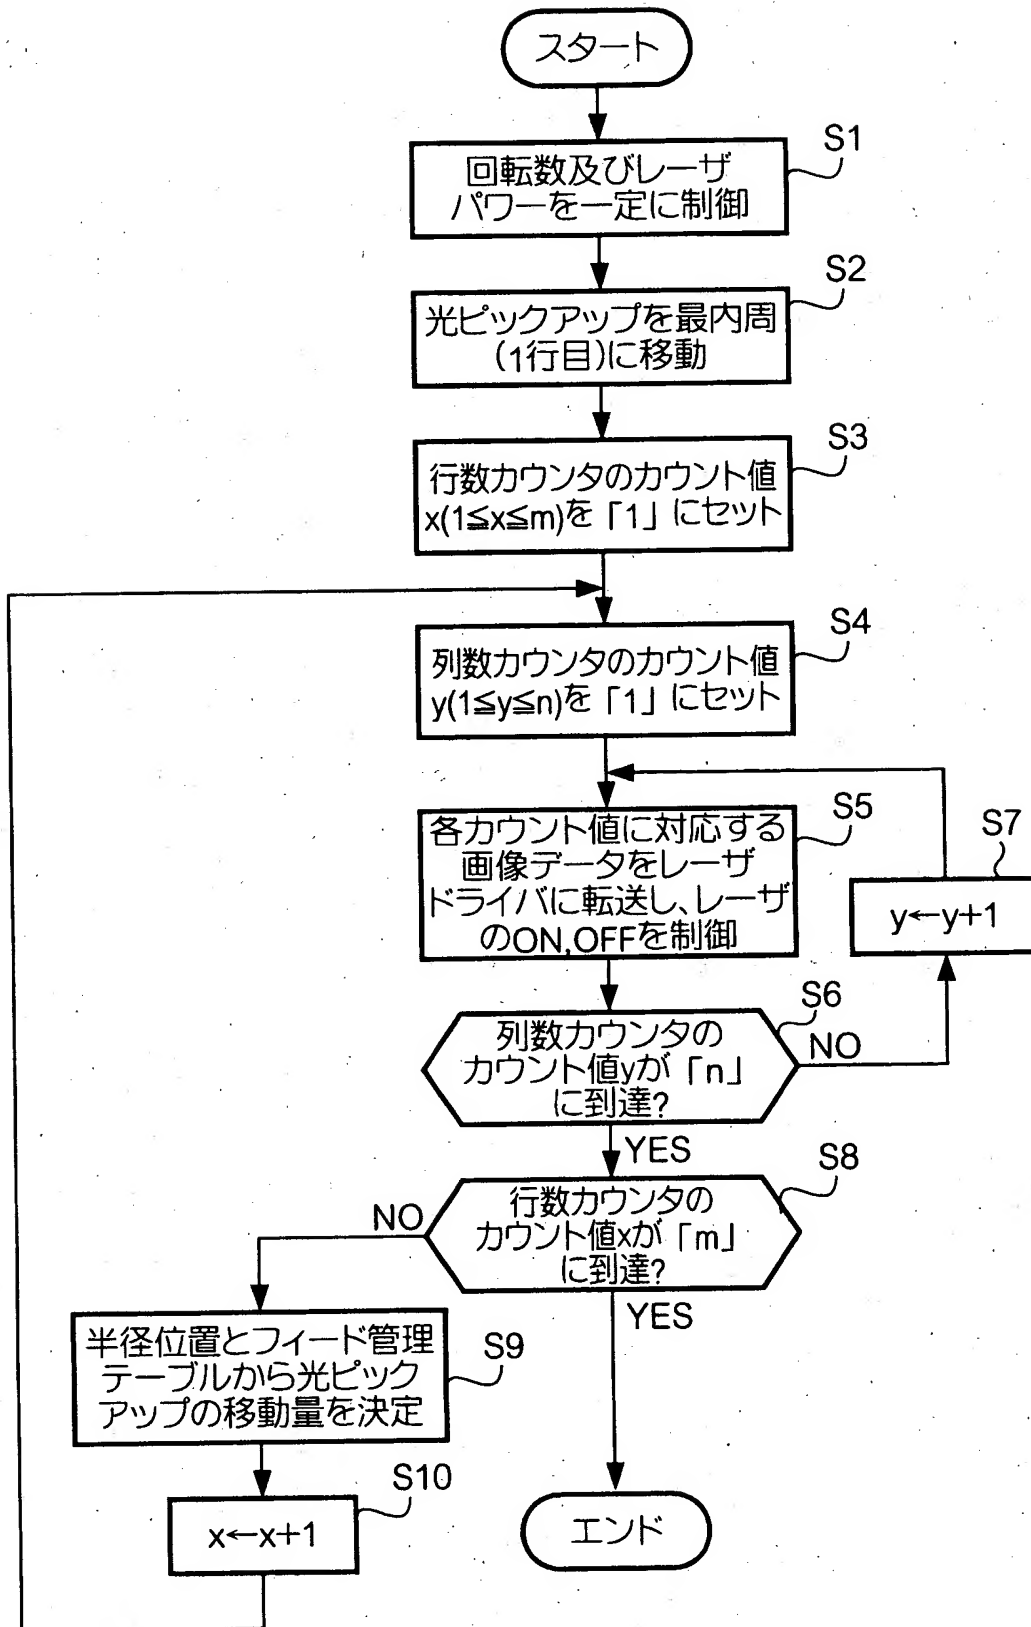 スタート
S1
回転数及びレーザ
パワーを一定に制御
S2
光ピックアップを最内周
(1行目)に移動
S3
行数カウンタのカウント値
x(1≦x≦m)を「1」にセット
S4
列数カウンタのカウント値
y(1≦y≦n)を「1」にセット
S5
各カウント値に対応する
画像データをレーザ
ドライバに転送し、レーザ
のON,OFFを制御
S7
y←y+1
S6
列数カウンタの
カウント値yが「n」
に到達?
NO
YES
S8
行数カウンタの
カウント値xが「m」
に到達?
NO
YES
S9
半径位置とフィード管理
テーブルから光ピック
アップの移動量を決定
S10
x←x+1
エンド